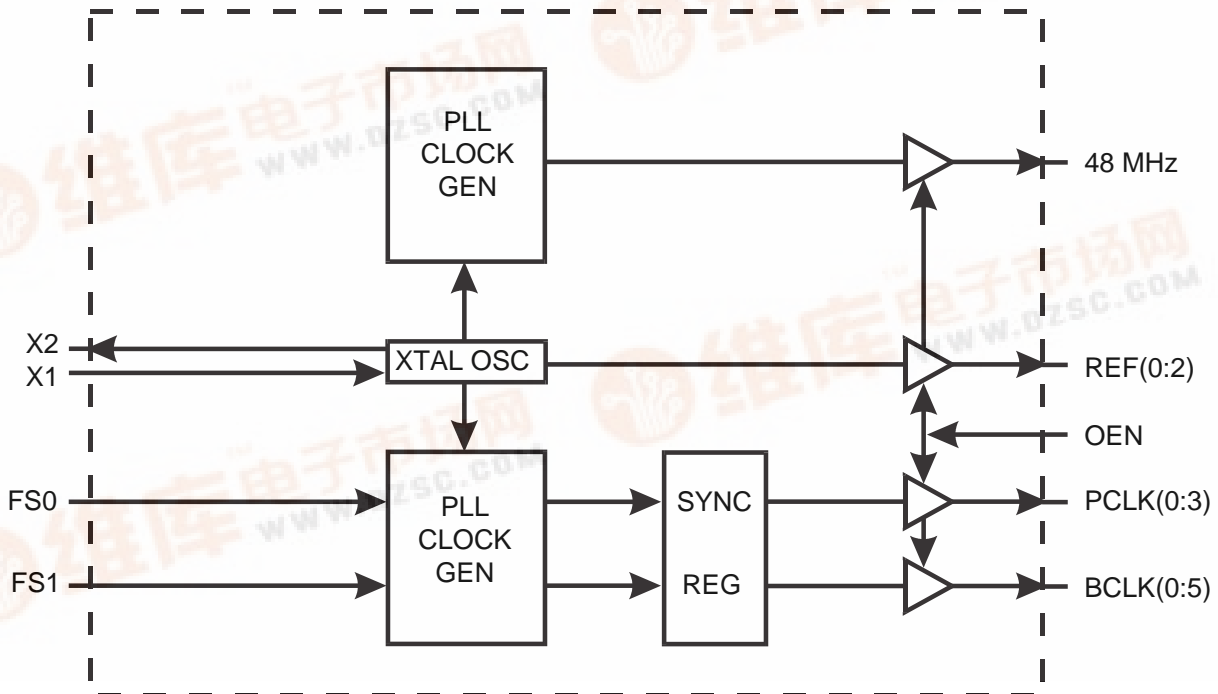 PLL
CLOCK
GEN
48 MHz
X2
X1
XTAL OSC
REF(0:2)
OEN
FS0
FS1
PLL
CLOCK
GEN
SYNC
REG
PCLK(0:3)
BCLK(0:5)
维库电子市场网
WWW.DZSC.COM
维库电子市场网
WWW.DZSC.COM
维库电子市场网
WWW.DZSC.COM